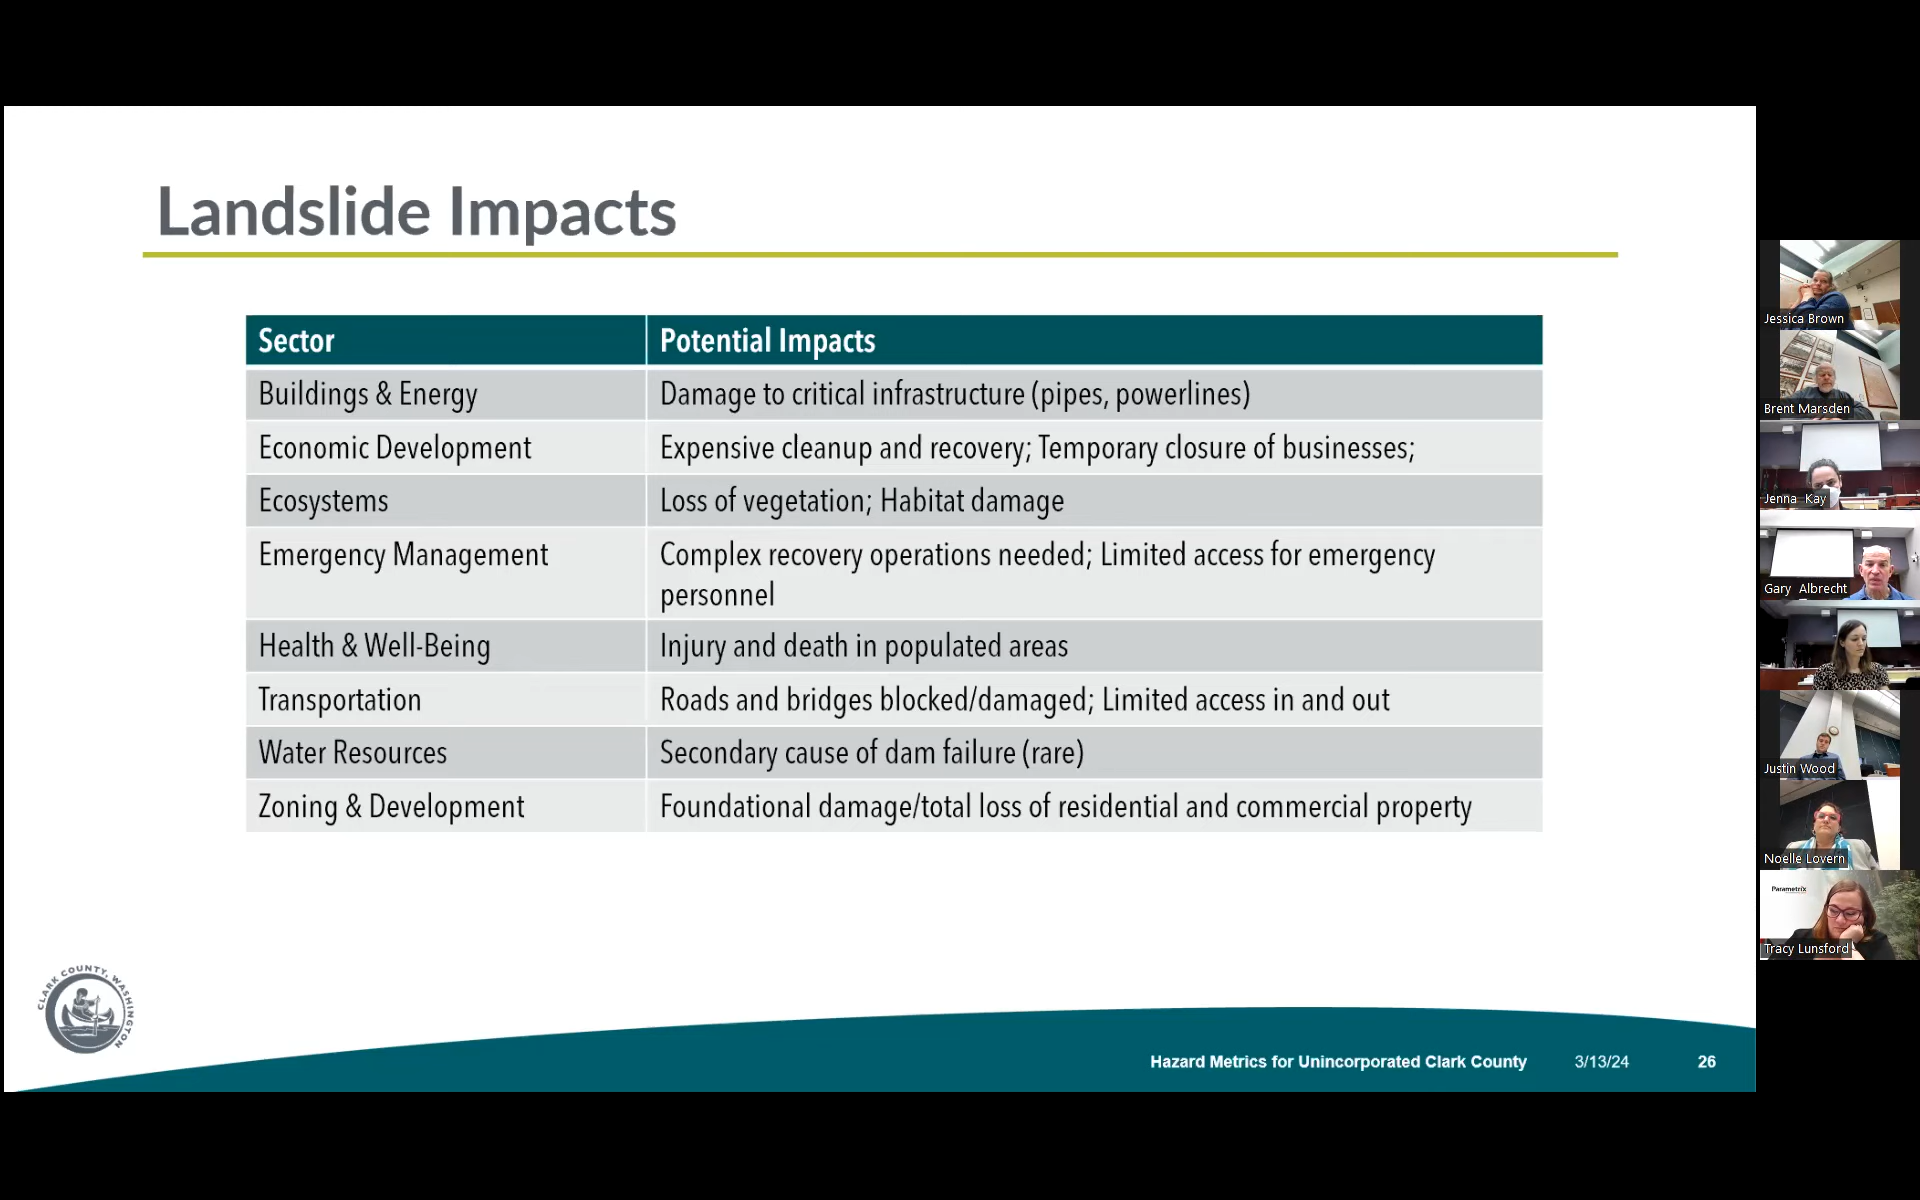 Landslide Impacts
Sector
Potential Impacts
Buildings & Energy
Damage to critical infrastructure (pipes, powerlines)
Economic Development
Expensive cleanup and recovery; Temporary closure of businesses;
Ecosystems
Loss of vegetation; Habitat damage
Emergency Management
Complex recovery operations needed; Limited access for emergency
personnel
Health & Well-Being
Injury and death in populated areas
Transportation
Roads and bridges blocked/damaged; Limited access in and out
Water Resources
Secondary cause of dam failure (rare)
Zoning & Development
Foundational damage/total loss of residential and commercial property
CLARK COUNTY, WASHINGTON
Hazard Metrics for Unincorporated Clark County
3/13/24
26
Jessica Brown
Brent Marsden
Jenna Kay
Gary Albrecht
Justin Wood
Noelle Lovern
Parametrix
Tracy Lunsford